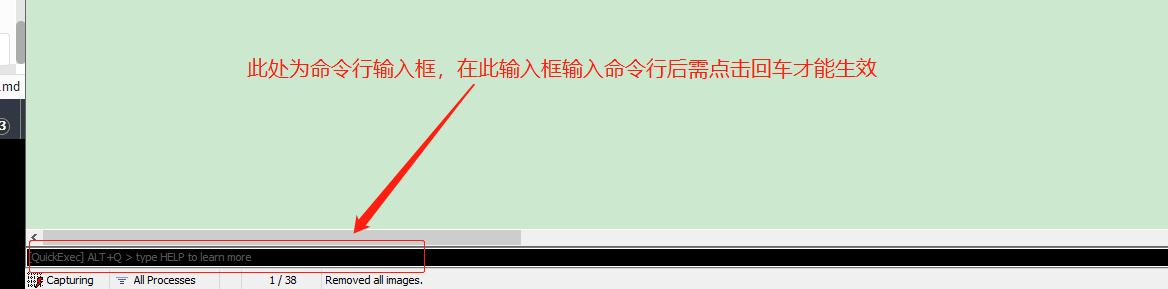 此处为命令行输入框，在此输入框输入命令行后需点击回车才能生效
.md
3
[QuickExec] ALT+Q > type HELP to learn more
Capturing
All Processes
1 / 38
Removed all images.